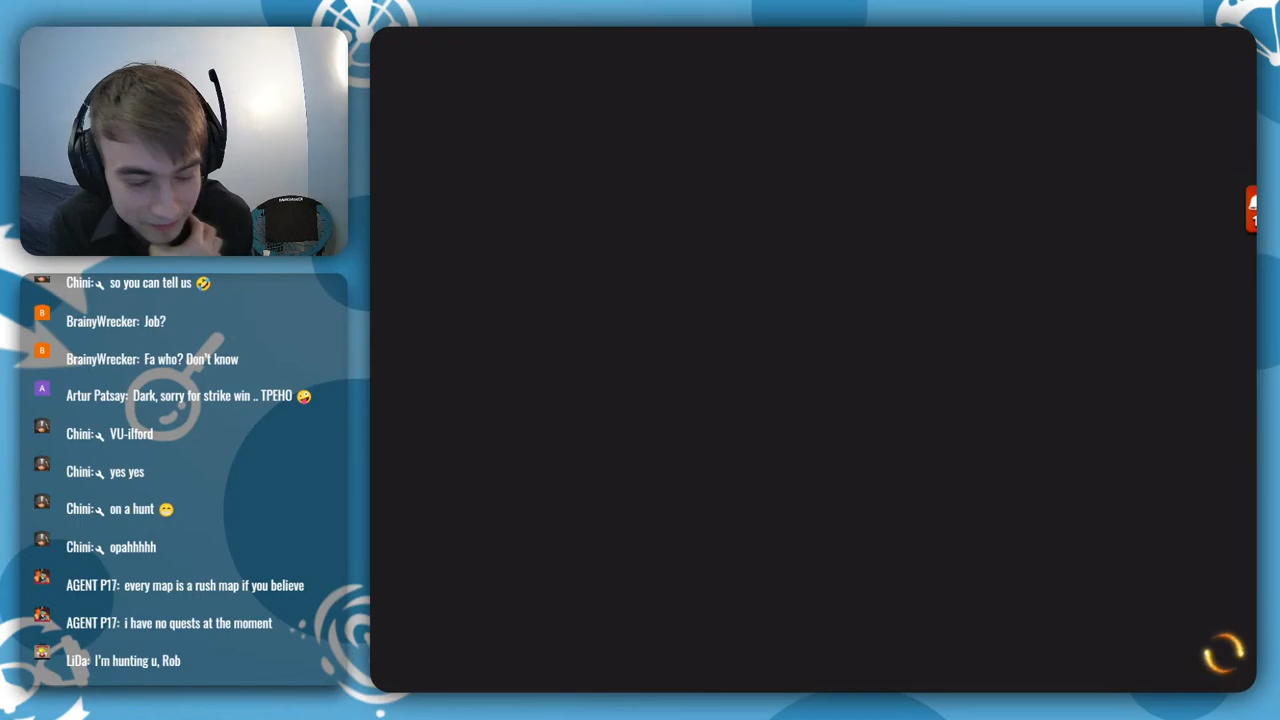 Chini: so you can tell us 🤣
BrainyWrecker: Job?
BrainyWrecker: Fa who? Don't know
Artur Patsay: Dark, sorry for strike win .. TPEHO 🤪
Chini: VU-ilford
Chini: yes yes
Chini: on a hunt 😁
Chini: opahhhhh
AGENT P17: every map is a rush map if you believe
AGENT P17: i have no quests at the moment
LiDa: I'm hunting u, Rob
B
B
A